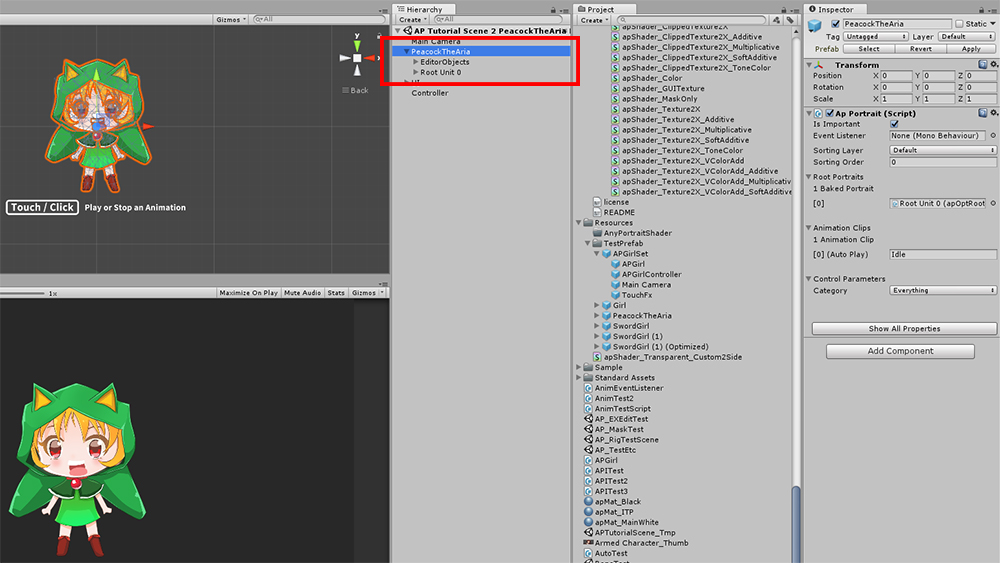 Gizmos
All
y
Back
Touch / Click
Play or Stop an Animation
1x
Maximize On Play
Mute Audio
Stats
Gizmos
Hierarchy
Create
All
AP Tutorial Scene 2 PeacockTheAria
Main Camera
PeacockTheAria
EditorObjects
Root Unit 0
Controller
Project
Create
apShader_ClippedTexture2X
apShader_ClippedTexture2X_Additive
apShader_ClippedTexture2X_Multiplicative
apShader_ClippedTexture2X_SoftAdditive
apShader_ClippedTexture2X_ToneColor
apShader_Color
apShader_GUITexture
apShader_MaskOnly
apShader_Texture2X
apShader_Texture2X_Additive
apShader_Texture2X_Multiplicative
apShader_Texture2X_SoftAdditive
apShader_Texture2X_ToneColor
apShader_Texture2X_VColorAdd
apShader_Texture2X_VColorAdd_Additive
apShader_Texture2X_VColorAdd_Multiplicative
apShader_Texture2X_VColorAdd_SoftAdditive
license
README
Resources
AnyPortraitShader
TestPrefab
APGirlSet
APGirl
APGirlController
Main Camera
TouchFx
Girl
PeacockTheAria
SwordGirl
SwordGirl (1)
SwordGirl (1) (Optimized)
apShader_Transparent_Custom2Side
Sample
Standard Assets
AnimEventListener
AnimTest2
AnimTestScript
AP_EXEditTest
AP_MaskTest
AP_RigTestScene
AP_TestEtc
APGirl
APITest
APITest2
APITest3
apMat_Black
apMat_ITP
apMat_MainWhite
APTutorialScene_Tmp
Armed Character_Thumb
AutoTest
Inspector
PeacockTheAria
Static
Tag Untagged Layer Default
Prefab Select Revert Apply
Transform
Position X 0 Y 0 Z 0
Rotation X 0 Y 0 Z 0
Scale X 1 Y 1 Z 1
Ap Portrait (Script)
Is Important
Event Listener None (Mono Behaviour)
Sorting Layer Default
Sorting Order 0
Root Portraits
1 Baked Portrait
[0] Root Unit 0 (apOptRoot
Animation Clips
1 Animation Clip
[0] (Auto Play) Idle
Control Parameters
Category Everything
Show All Properties
Add Component